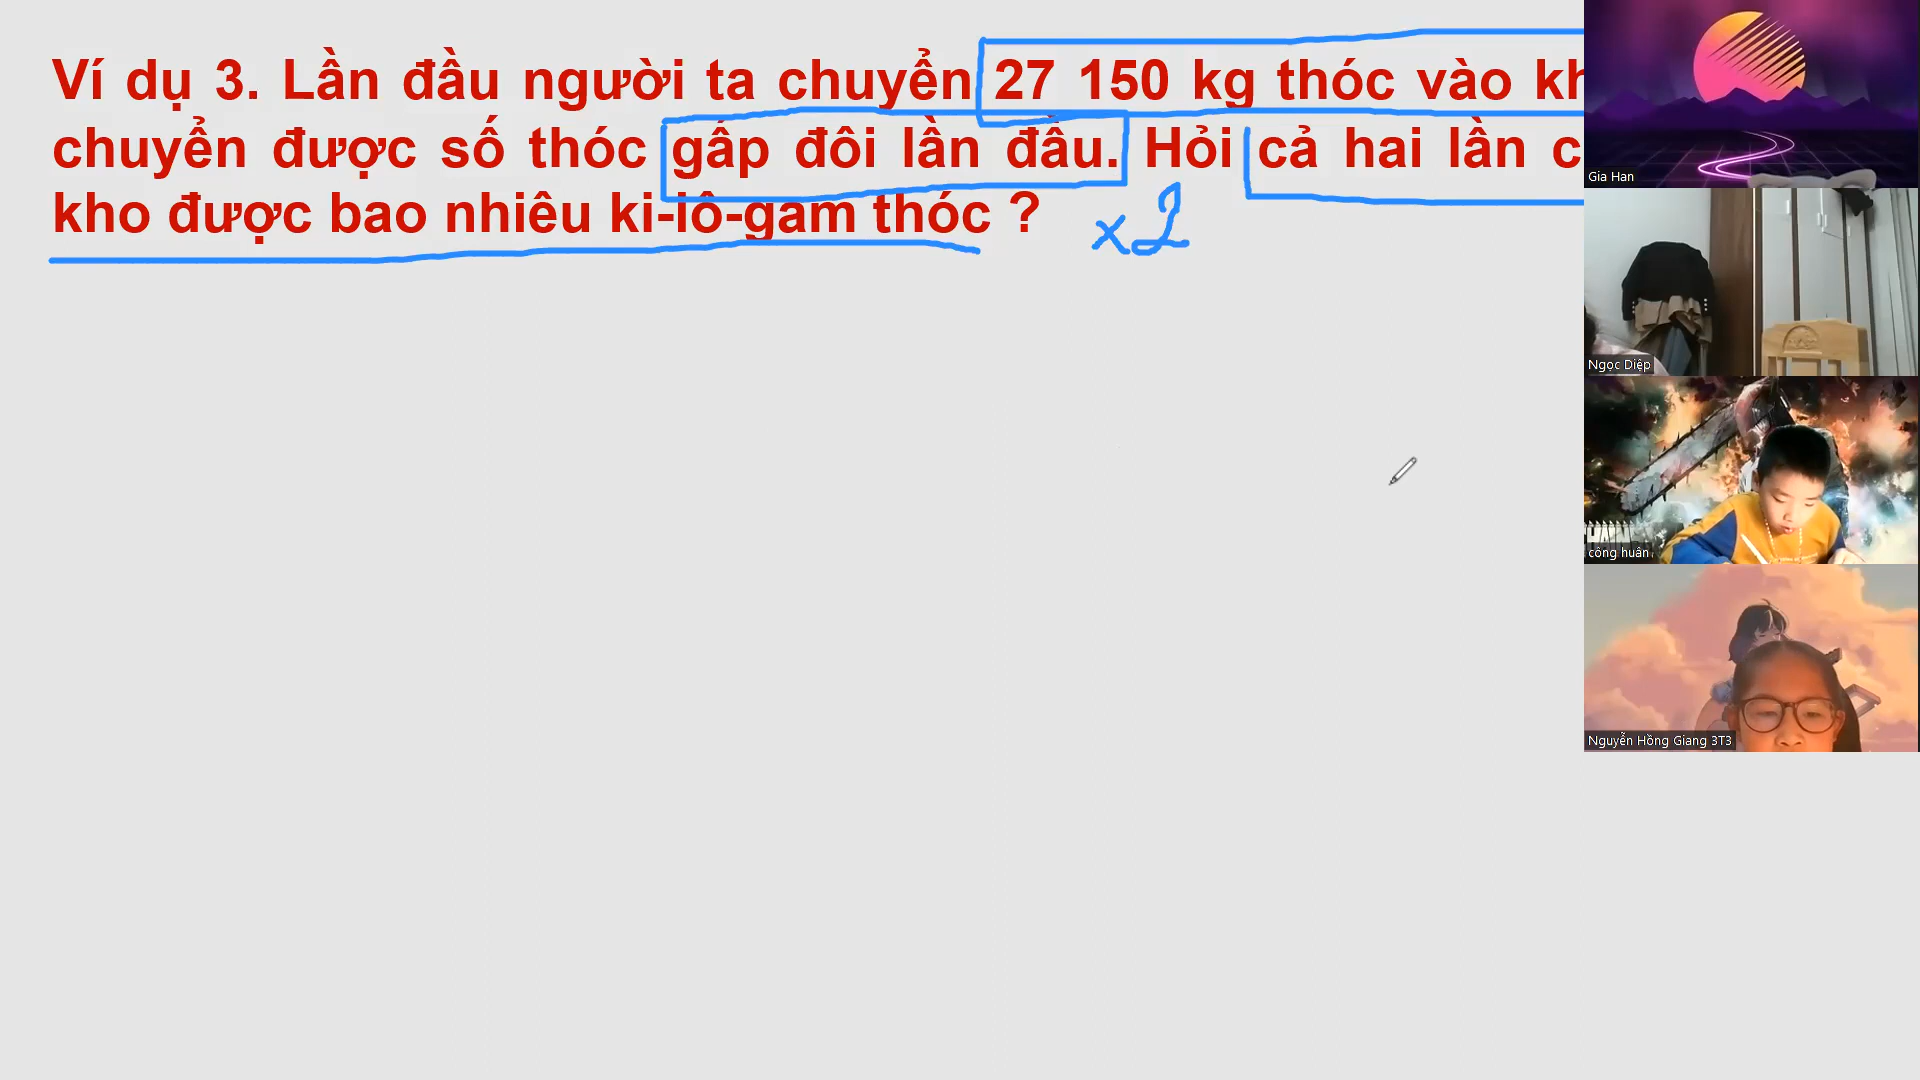 Ví dụ 3. Lần đầu người ta chuyển 27 150 kg thóc vào
chuyển được số thóc gấp đôi lần đầu. Hỏi cả hai lần
kho được bao nhiêu ki-lô-gam thóc ?
x2
Gia Han
Ngọc Diệp
công huân
Nguyễn Hồng Giang 3T3